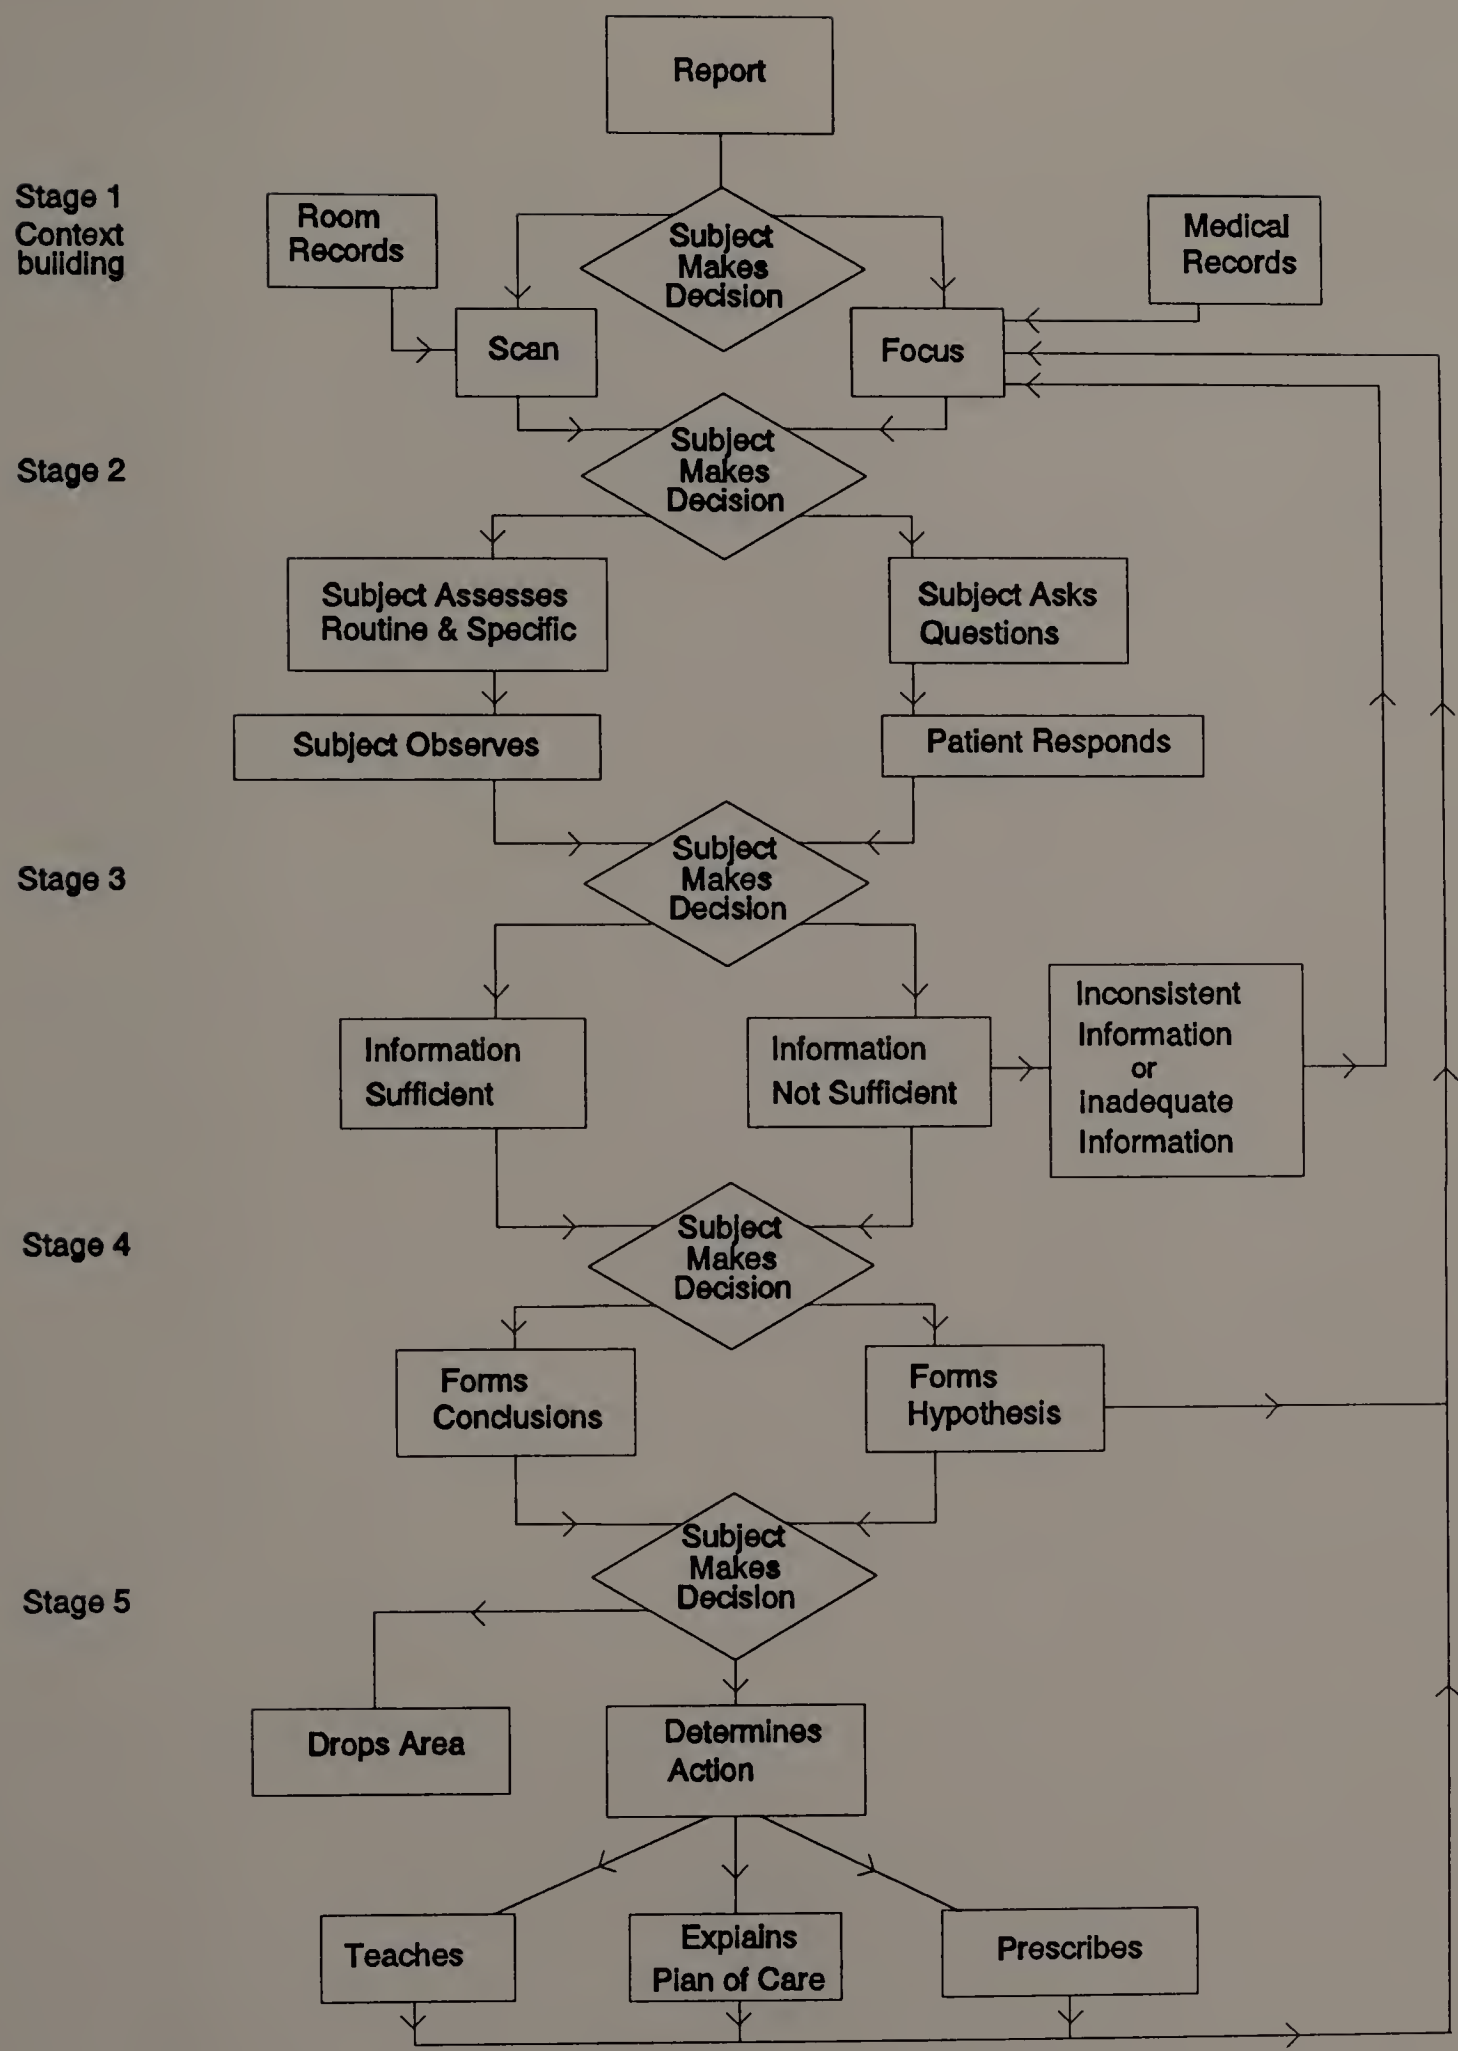 Report
Stage 1
Context
building
Room
Records
Subject
Makes
Decision
Medical
Records
Scan
Focus
Stage 2
Subject
Makes
Decision
Subject Assesses
Routine & Specific
Subject Asks
Questions
Subject Observes
Patient Responds
Stage 3
Subject
Makes
Decision
Information
Sufficient
Information
Not Sufficient
Inconsistent
Information
or
inadequate
Information
Stage 4
Subject
Makes
Decision
Forms
Conclusions
Forms
Hypothesis
Stage 5
Subject
Makes
Decision
Drops Area
Determines
Action
Teaches
Explains
Plan of Care
Prescribes